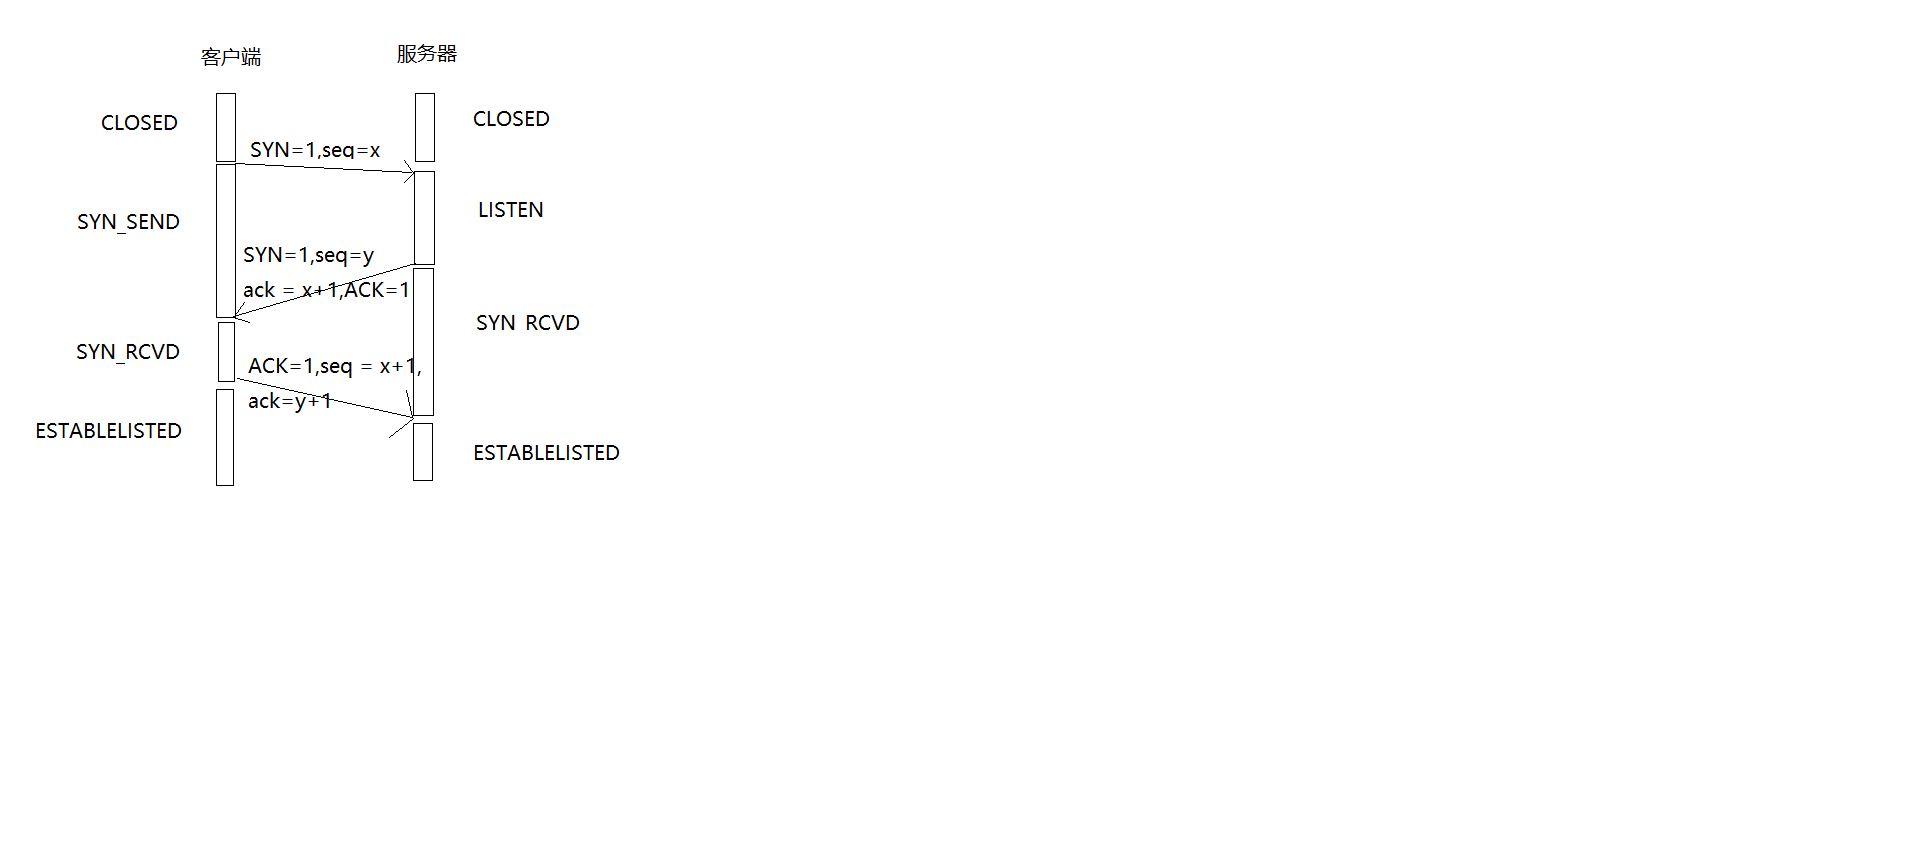 客户端
服务器
CLOSED
CLOSED
SYN=1,seq=x
SYN_SEND
LISTEN
SYN=1,seq=y
ack = x+1,ACK=1
SYN RCVD
SYN_RCVD
ACK=1,seq = x+1,
ack=y+1
ESTABLELISTED
ESTABLELISTED